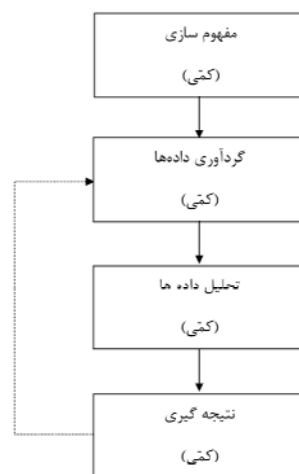 مفهوم سازی
(کمّی)
گردآوری داده‌ها
(کمّی)
تحلیل داده ها
(کمّی)
نتیجه گیری
(کمّی)